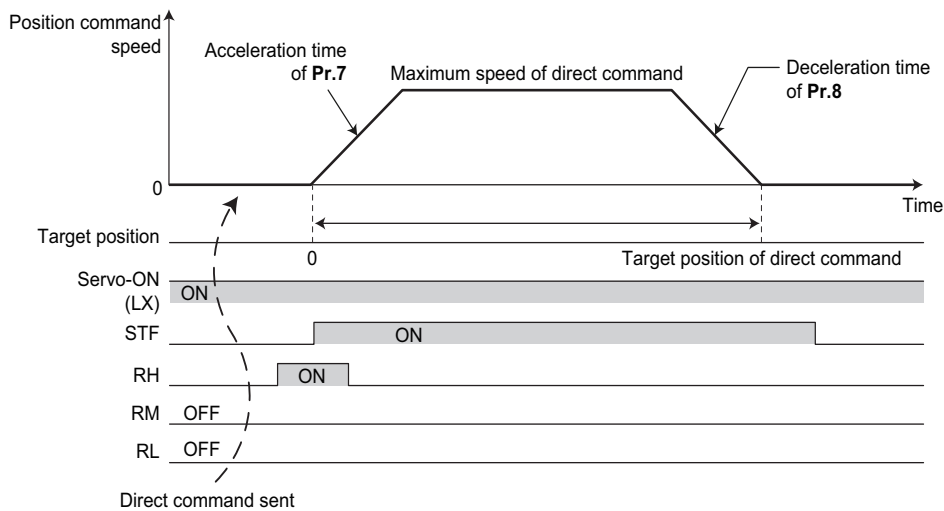 Position command
speed
Acceleration time
of Pr.7
Maximum speed of direct command
Deceleration time
of Pr.8
0
Time
Target position
0
Target position of direct command
Servo-ON
(LX)
ON
STF
ON
RH
ON
RM
OFF
RL
OFF
Direct command sent